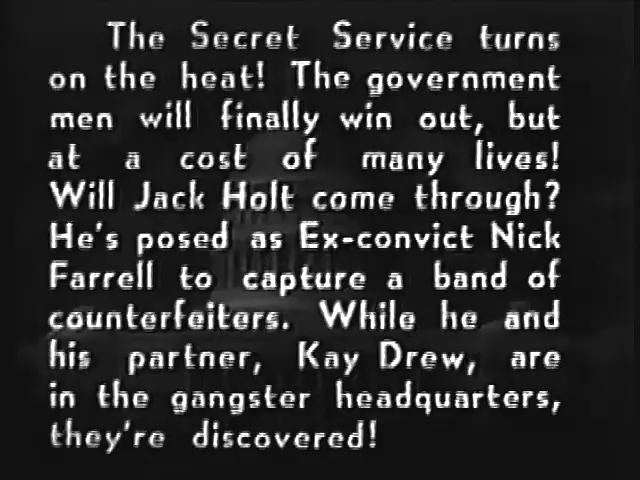 The Secret Service turns
on the heat! The government
men will finally win out, but
at a cost of many lives!
Will Jack Holt come through?
He's posed as Ex-convict Nick
Farrell to capture a band of
counterfeiters. While he and
his partner, Kay Drew, are
in the gangster headquarters,
they're discovered!